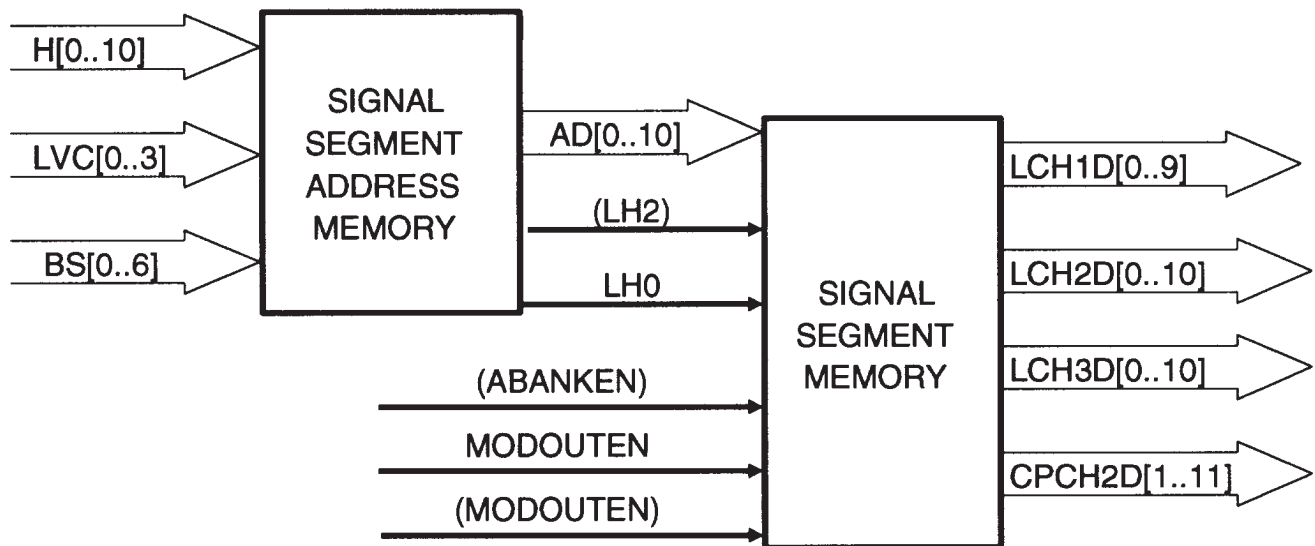 H[0..10]
LVC[0..3]
BS[0..6]
SIGNAL
SEGMENT
ADDRESS
MEMORY
AD[0..10]
(LH2)
LH0
(ABANKEN)
MODOUTEN
(MODOUTEN)
SIGNAL
SEGMENT
MEMORY
LCH1D[0..9]
LCH2D[0..10]
LCH3D[0..10]
CPCH2D[1..11]